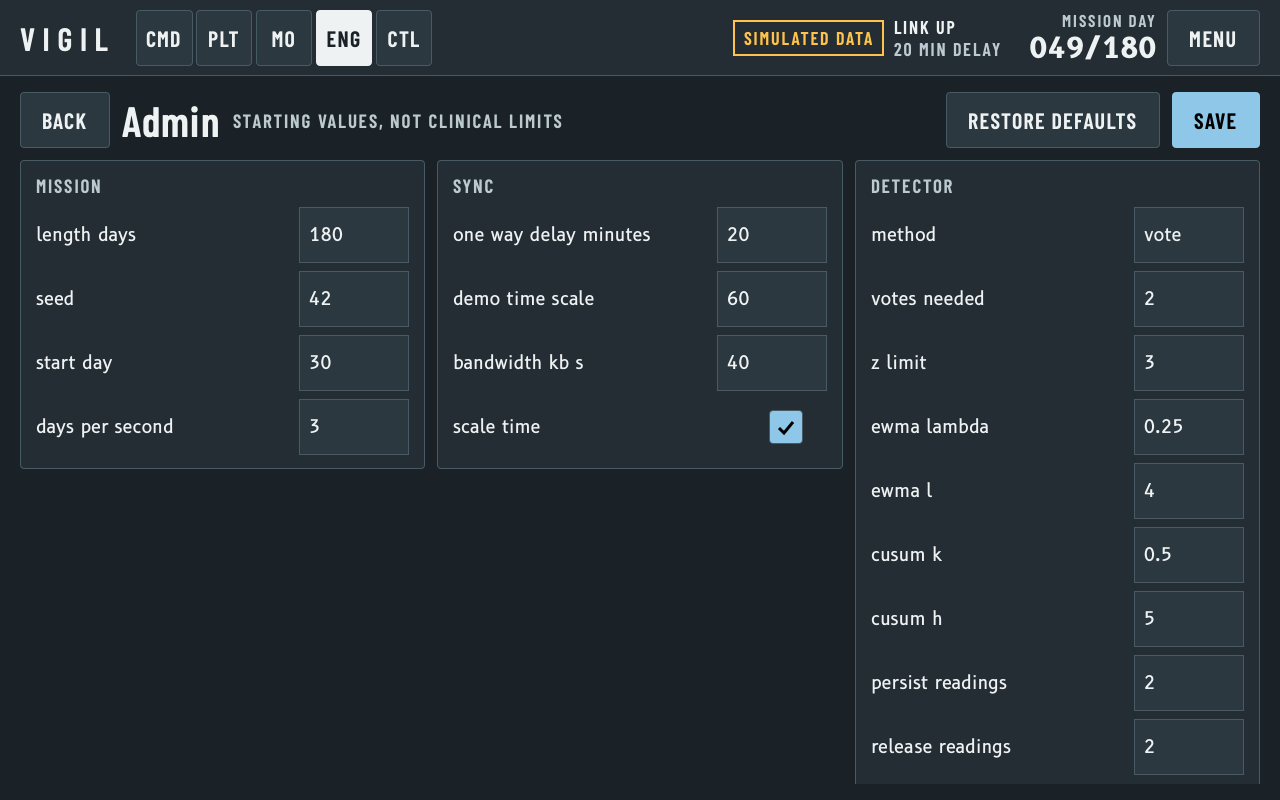 VIGIL
CMD
PLT
MO
ENG
CTL
SIMULATED DATA
LINK UP
20 MIN DELAY
MISSION DAY
049/180
MENU
BACK
Admin
STARTING VALUES, NOT CLINICAL LIMITS
RESTORE DEFAULTS
SAVE
MISSION
length days 180
seed 42
start day 30
days per second 3
SYNC
one way delay minutes 20
demo time scale 60
bandwidth kb s 40
scale time
DETECTOR
method vote
votes needed 2
z limit 3
ewma lambda 0.25
ewma l 4
cusum k 0.5
cusum h 5
persist readings 2
release readings 2